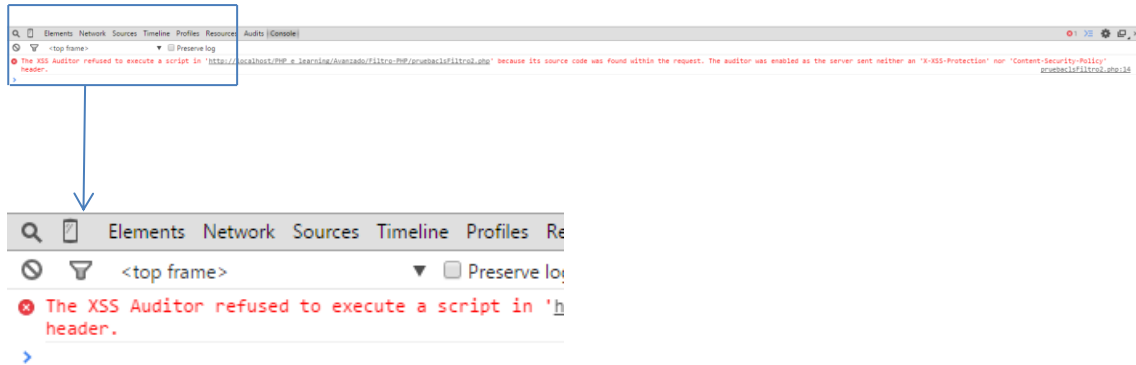 Elements Network Sources Timeline Profiles Resources Audits Console 1
<top frame> ▼ Preserve log
The XSS Auditor refused to execute a script in 'http://localhost/PHP_e_learning/Avanzado/Filtro-PHP/pruebaclsFiltro2.php' because its source code was found within the request. The auditor was enabled as the server sent neither an 'X-XSS-Protection' nor 'Content-Security-Policy'
header. pruebaclsFiltro2.php:14
>
Elements Network Sources Timeline Profiles Re
<top frame> ▼ Preserve log
The XSS Auditor refused to execute a script in 'h
header.
>